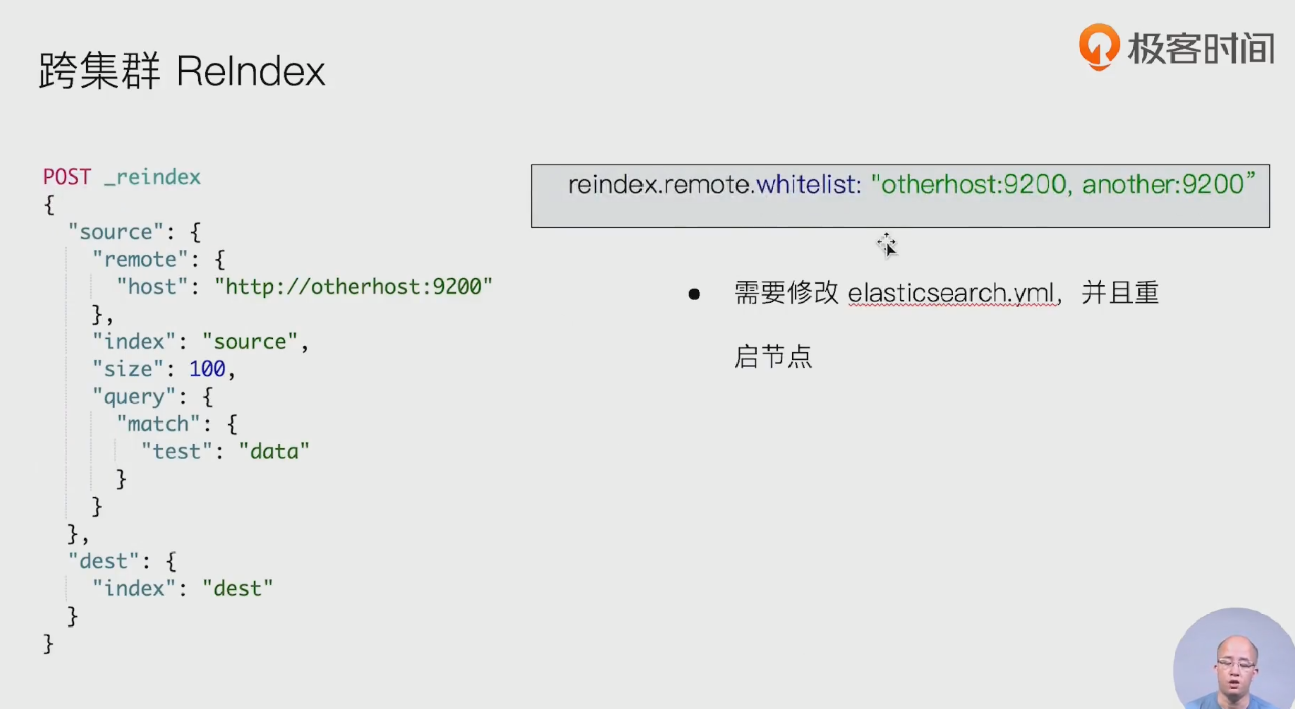 跨集群 ReIndex
极客时间
POST _reindex
{
"source": {
"remote": {
"host": "http://otherhost:9200"
},
"index": "source",
"size": 100,
"query": {
"match": {
"test": "data"
}
}
},
"dest": {
"index": "dest"
}
}
reindex.remote.whitelist: "otherhost:9200, another:9200”
● 需要修改 elasticsearch.yml，并且重
启节点